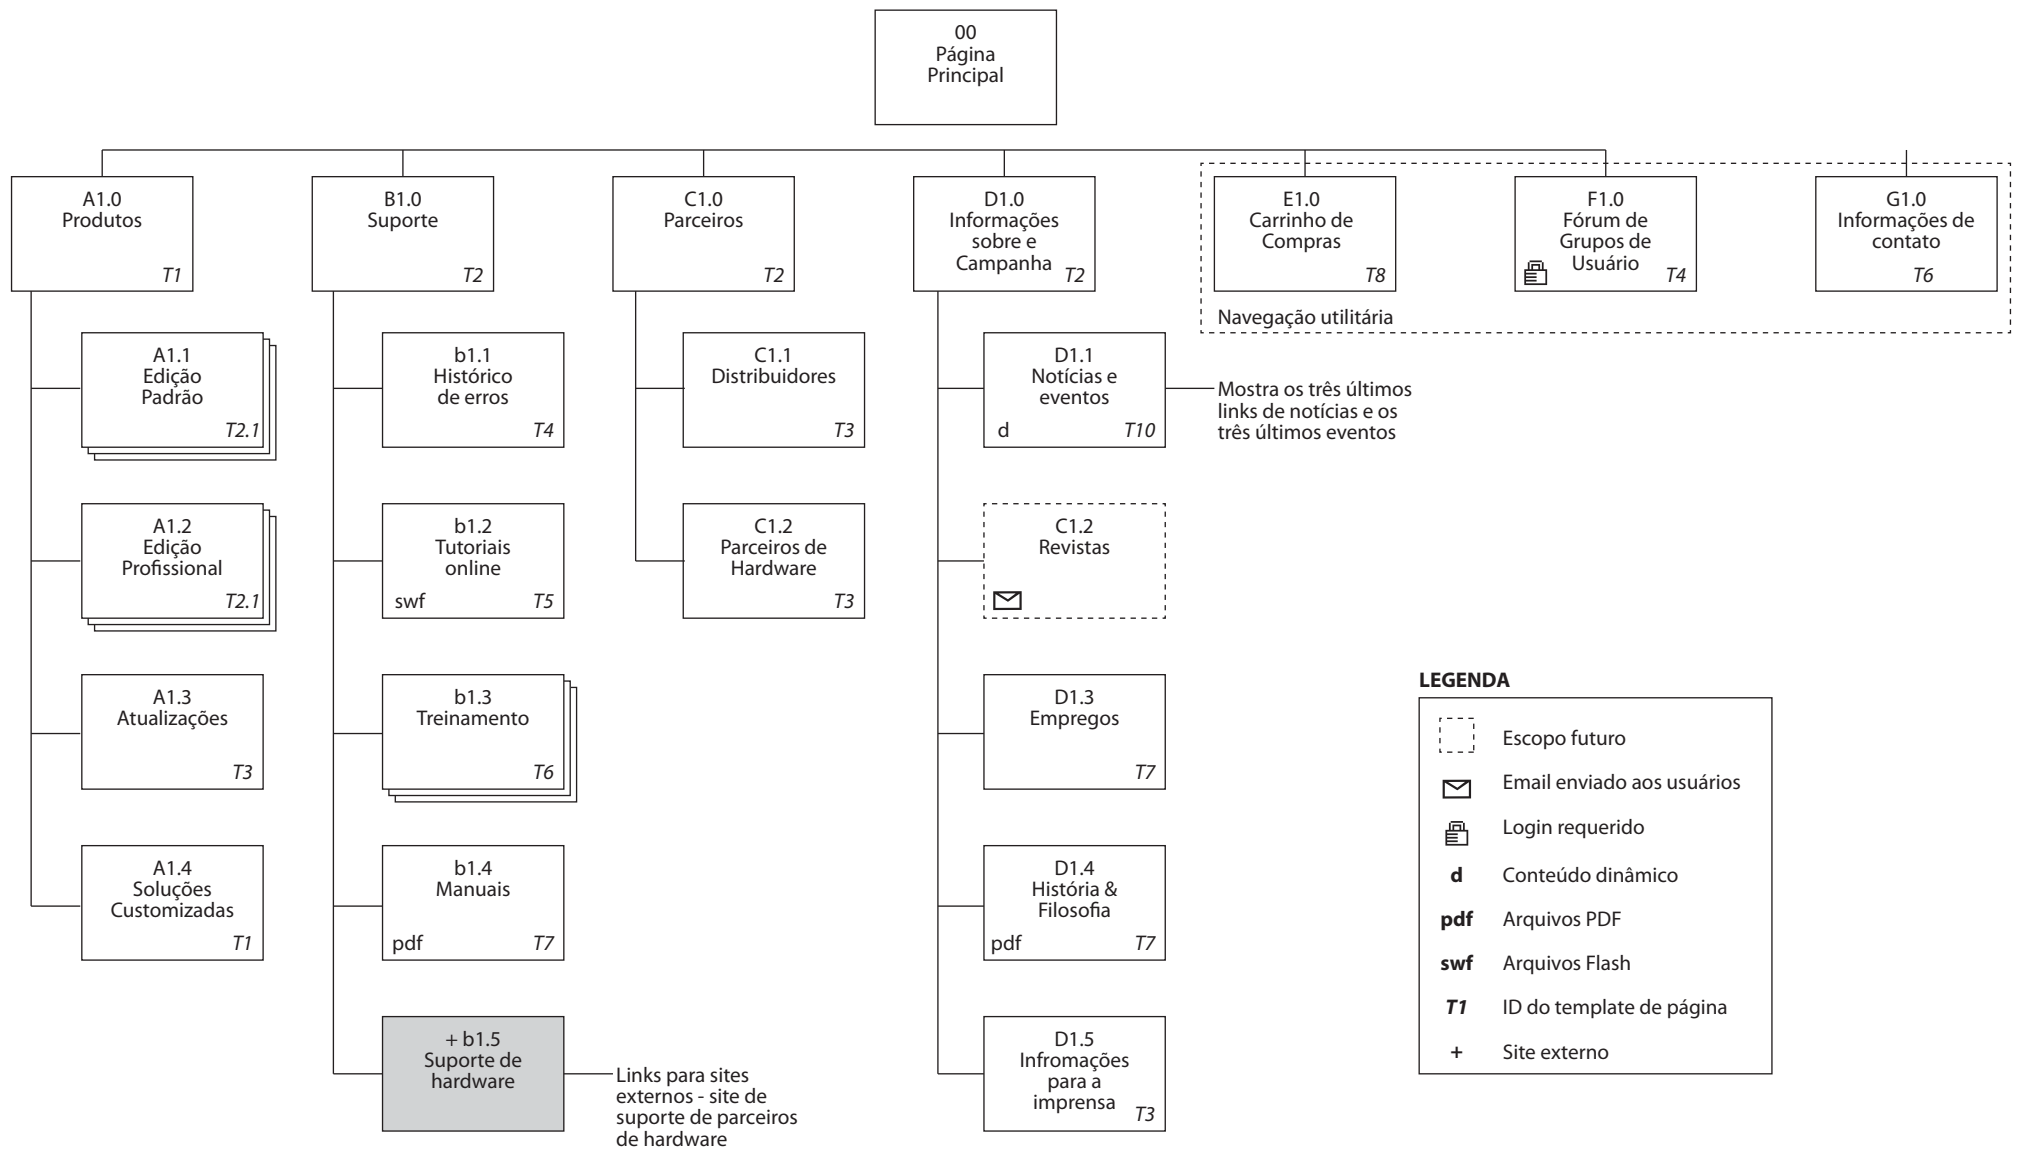 00
Página
Principal
A1.0
Produtos
T1
B1.0
Suporte
T2
C1.0
Parceiros
T2
D1.0
Informações
sobre e
Campanha
T2
E1.0
Carrinho de
Compras
T8
F1.0
Fórum de
Grupos de
Usuário
T4
G1.0
Informações de
contato
T6
Navegação utilitária
A1.1
Edição
Padrão
T2.1
A1.2
Edição
Profissional
T2.1
A1.3
Atualizações
T3
A1.4
Soluções
Customizadas
T1
b1.1
Histórico
de erros
T4
b1.2
Tutoriais
online
swf T5
b1.3
Treinamento
T6
b1.4
Manuais
pdf T7
+ b1.5
Suporte de
hardware
Links para sites
externos - site de
suporte de parceiros
de hardware
C1.1
Distribuidores
T3
C1.2
Parceiros de
Hardware
T3
D1.1
Notícias e
eventos
d T10
Mostra os três últimos
links de notícias e os
três últimos eventos
C1.2
Revistas
D1.3
Empregos
T7
D1.4
História &
Filosofia
pdf T7
D1.5
Infromações
para a
imprensa
T3
LEGENDA
Escopo futuro
Email enviado aos usuários
Login requerido
d Conteúdo dinâmico
pdf Arquivos PDF
swf Arquivos Flash
T1 ID do template de página
+ Site externo